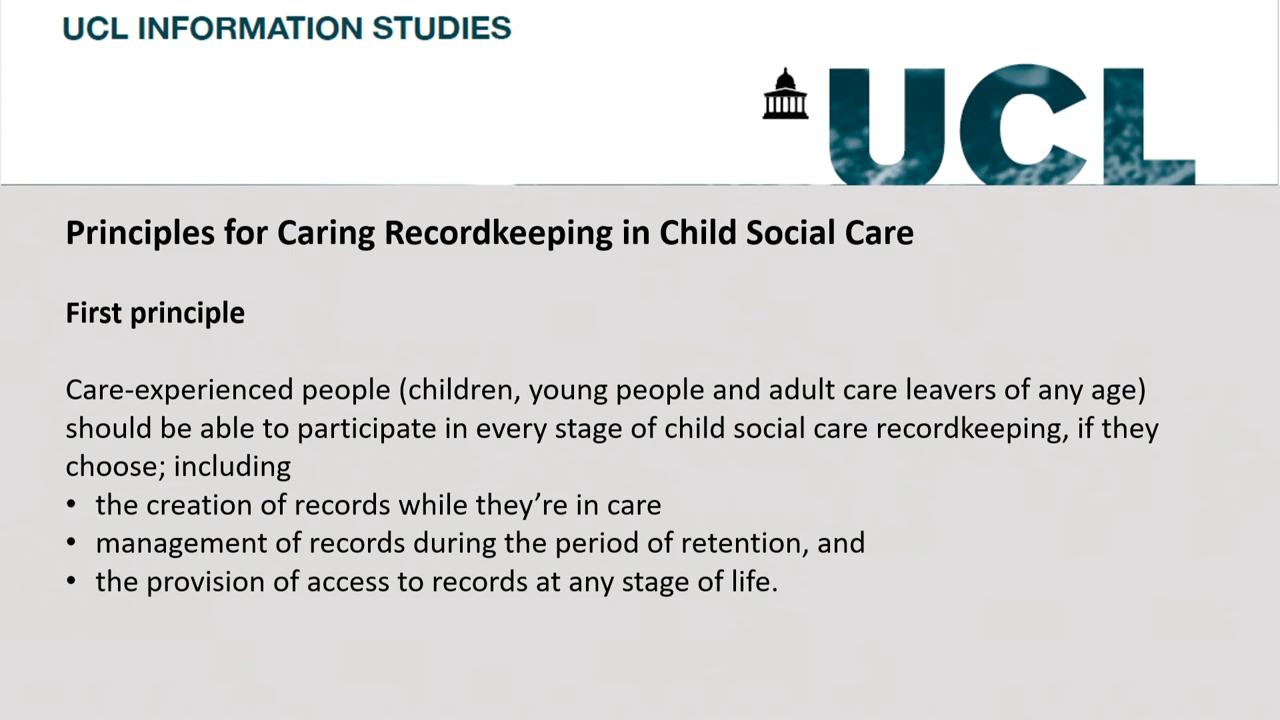 UCL INFORMATION STUDIES
UCL
Principles for Caring Recordkeeping in Child Social Care
First principle
Care-experienced people (children, young people and adult care leavers of any age)
should be able to participate in every stage of child social care recordkeeping, if they
choose; including
• the creation of records while they’re in care
• management of records during the period of retention, and
• the provision of access to records at any stage of life.